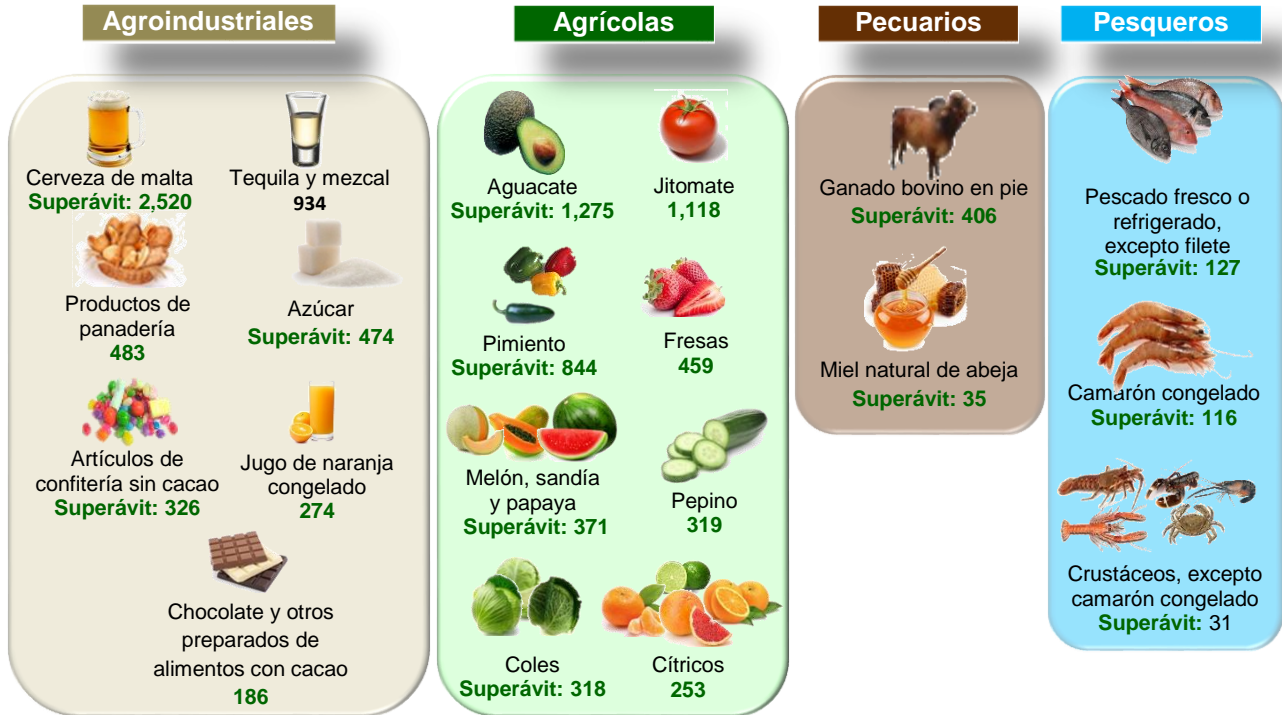 Agroindustriales
Cerveza de malta
Superávit: 2,520
Tequila y mezcal
934
Productos de
panadería
483
Azúcar
Superávit: 474
Artículos de
confitería sin cacao
Superávit: 326
Jugo de naranja
congelado
274
Chocolate y otros
preparados de
alimentos con cacao
186
Agrícolas
Aguacate
Superávit: 1,275
Jitomate
1,118
Pimiento
Superávit: 844
Fresas
459
Melón, sandía
y papaya
Superávit: 371
Pepino
319
Coles
Superávit: 318
Cítricos
253
Pecuarios
Ganado bovino en pie
Superávit: 406
Miel natural de abeja
Superávit: 35
Pesqueros
Pescado fresco o
refrigerado,
excepto filete
Superávit: 127
Camarón congelado
Superávit: 116
Crustáceos, excepto
camarón congelado
Superávit: 31